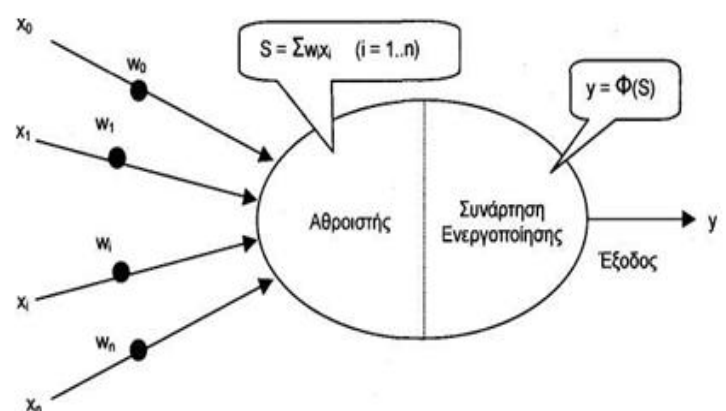 x₀
w₀
S = Σwᵢxᵢ (i = 1..n)
y = Φ(S)
x₁
w₁
Αθροιστής
Συνάρτηση
Ενεργοποίησης
y
Έξοδος
wᵢ
xᵢ
wₙ
xₙ